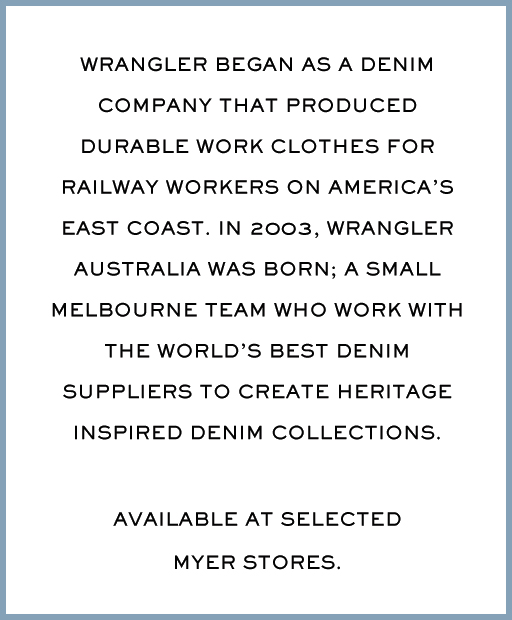 WRANGLER BEGAN AS A DENIM
COMPANY THAT PRODUCED
DURABLE WORK CLOTHES FOR
RAILWAY WORKERS ON AMERICA’S
EAST COAST. IN 2003, WRANGLER
AUSTRALIA WAS BORN; A SMALL
MELBOURNE TEAM WHO WORK WITH
THE WORLD’S BEST DENIM
SUPPLIERS TO CREATE HERITAGE
INSPIRED DENIM COLLECTIONS.
AVAILABLE AT SELECTED
MYER STORES.